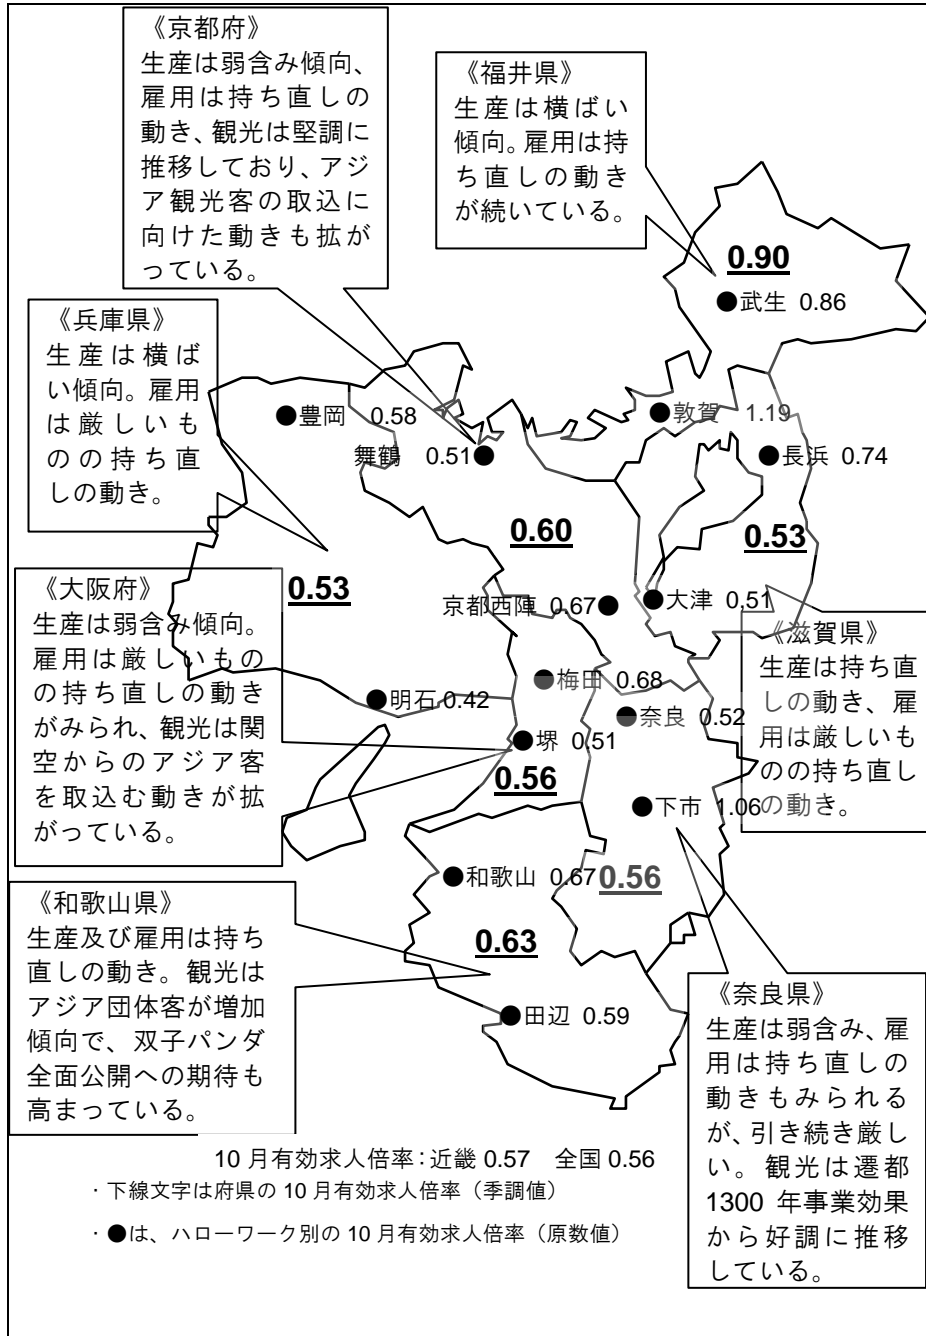 《京都府》
生産は弱含み傾向、
雇用は持ち直しの
動き、観光は堅調に
推移しており、アジ
ア観光客の取込に
向けた動きも拡が
っている。
《福井県》
生産は横ばい
傾向。雇用は持
ち直しの動き
が続いている。
0.90
●武生 0.86
《兵庫県》
生産は横ば
い傾向。雇用
は厳しいも
のの持ち直
しの動き。
●豊岡 0.58
●敦賀 1.19
舞鶴 0.51●
●長浜 0.74
0.60
0.53
0.53
《大阪府》
生産は弱含み傾向。
雇用は厳しいもの
の持ち直しの動き
がみられ、観光は関
空からのアジア客
を取込む動きが拡
がっている。
京都西陣 0.67●
●大津 0.51
《滋賀県》
生産は持ち直
しの動き、雇
用は厳しいも
のの持ち直し
の動き。
●梅田 0.68
●明石 0.42
●奈良 0.52
●堺 0.51
0.56
●下市 1.06
●和歌山 0.67
0.56
《和歌山県》
生産及び雇用は持ち
直しの動き。観光は
アジア団体客が増加
傾向で、双子パンダ
全面公開への期待も
高まっている。
0.63
●田辺 0.59
《奈良県》
生産は弱含み、雇
用は持ち直しの
動きもみられる
が、引き続き厳し
い。観光は遷都
1300 年事業効果
から好調に推移
している。
10 月有効求人倍率：近畿 0.57 全国 0.56
・下線文字は府県の 10 月有効求人倍率（季調値）
・●は、ハローワーク別の 10 月有効求人倍率（原数値）